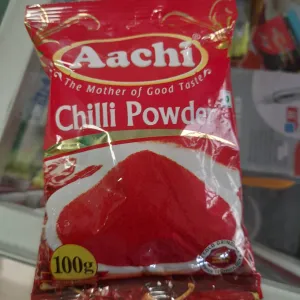 Aachi
The Mother of Good Taste
Chilli Powder
100g